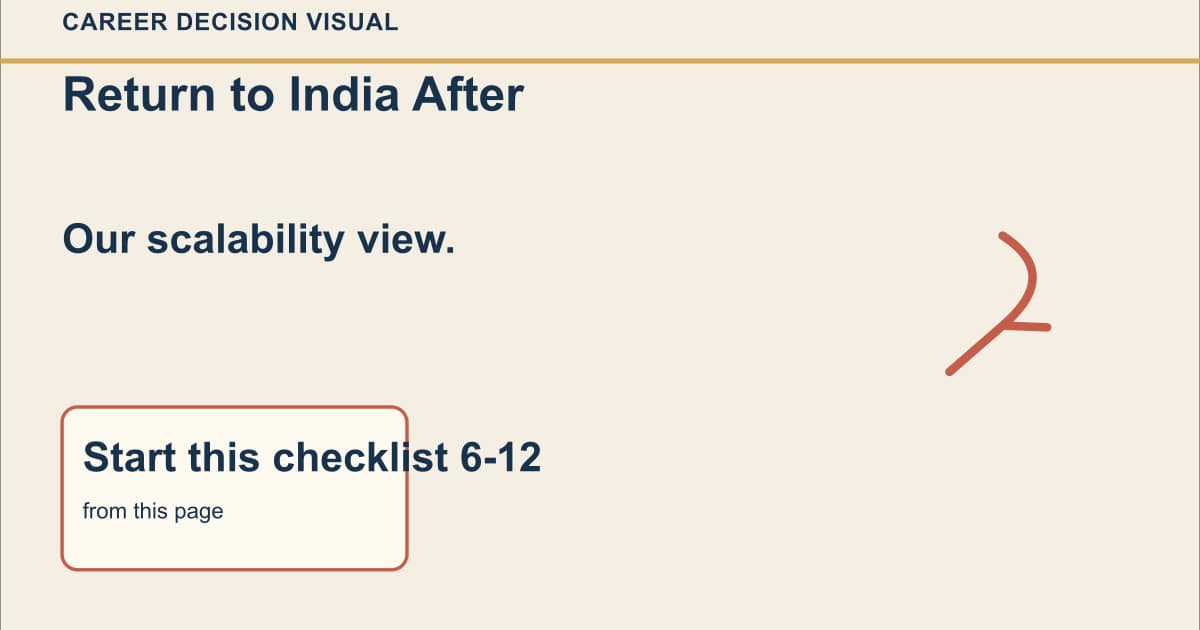 CAREER DECISION VISUAL
Return to India After
Our scalability view.
Start this checklist 6-12
from this page